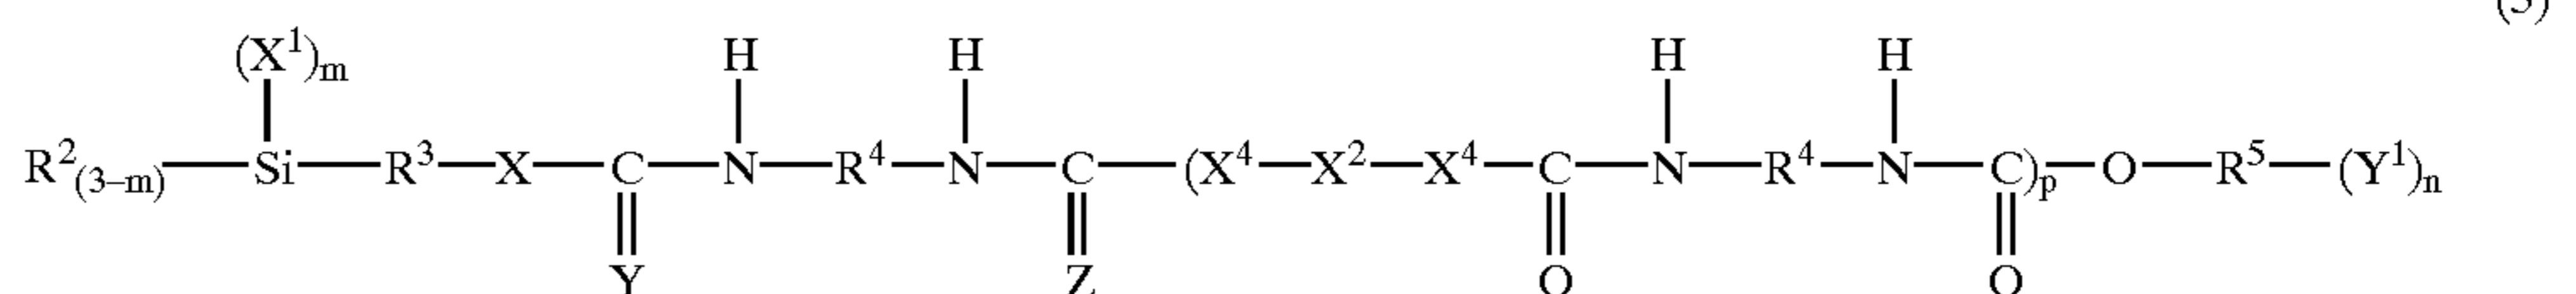 (3)
(X¹)ₘ H H H H
R²₍₃₋ₘ₎—Si—R³—X—C—N—R⁴—N—C—(X⁴—X²—X⁴—C—N—R⁴—N—C)ₚ—O—R⁵—(Y¹)ₙ
Y Z O O